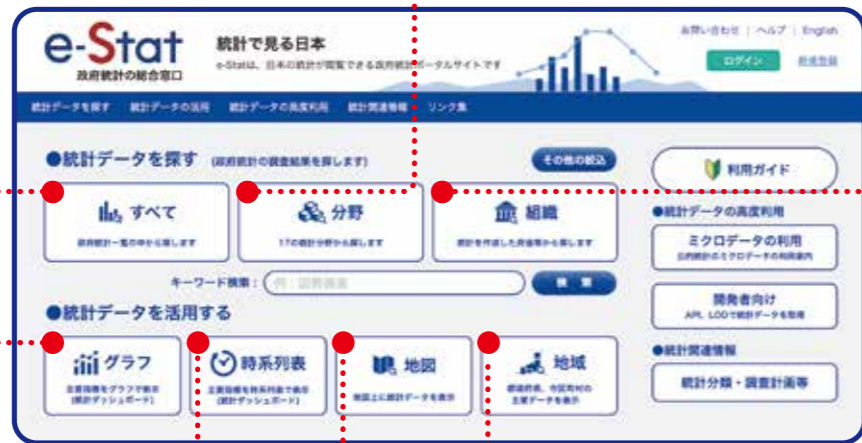 e-Stat
政府統計の総合窓口
統計で見る日本
e-Statは、日本の統計が閲覧できる政府統計ポータルサイトです
お問い合わせ | ヘルプ | English
ログイン 新規登録
統計データを探す 統計データの活用 統計データの高度利用 統計関連情報 リンク集
●統計データを探す (政府統計の調査結果を探します) その他の絞込
すべて
政府統計一覧の中から探します
分野
17の統計分野から探します
組織
統計を作成した府省等から探します
キーワード検索: 例:国勢調査 検索
●統計データを活用する
グラフ
主要指標をグラフで表示
(統計ダッシュボード)
時系列表
主要指標を時系列表で表示
(統計ダッシュボード)
地図
地図上に統計データを表示
地域
都道府県、市区町村の
主要データを表示
利用ガイド
●統計データの高度利用
ミクロデータの利用
公的統計のミクロデータの利用案内
開発者向け
API、LODで統計データを取得
●統計関連情報
統計分類・調査計画等